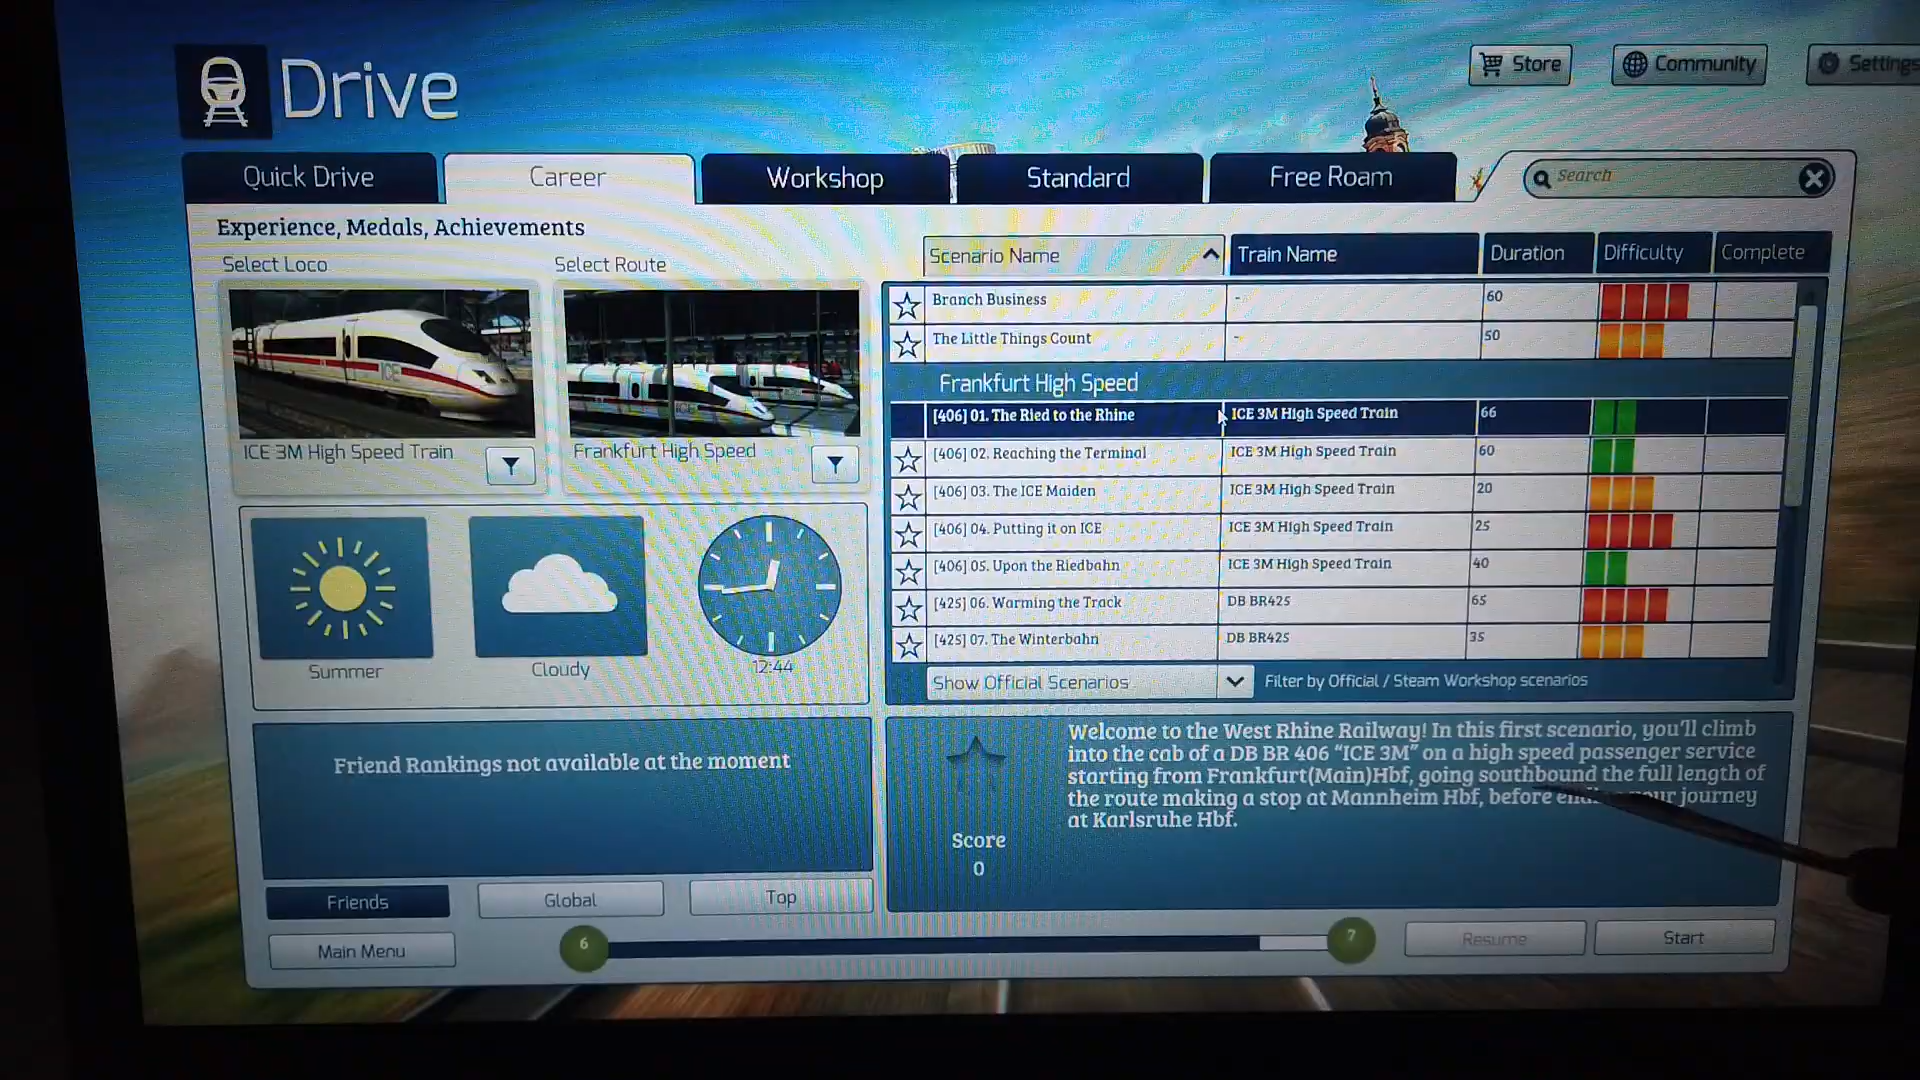 Drive
Store
Community
Settings
Quick Drive
Career
Workshop
Standard
Free Roam
Search
Experience, Medals, Achievements
Select Loco
Select Route
ICE 3M High Speed Train
Frankfurt High Speed
Scenario Name
Train Name
Duration
Difficulty
Complete
Branch Business - 60
The Little Things Count - 50
Frankfurt High Speed
[406] 01. The Ried to the Rhine ICE 3M High Speed Train 66
[406] 02. Reaching the Terminal ICE 3M High Speed Train 60
[406] 03. The ICE Maiden ICE 3M High Speed Train 20
[406] 04. Putting it on ICE ICE 3M High Speed Train 25
[406] 05. Upon the Riedbahn ICE 3M High Speed Train 40
[425] 06. Warming the Track DB BR425 65
[425] 07. The Winterbahn DB BR425 35
Show Official Scenarios
Filter by Official / Steam Workshop scenarios
Summer
Cloudy
12:44
Friend Rankings not available at the moment
Score
0
Welcome to the West Rhine Railway! In this first scenario, you'll climb
into the cab of a DB BR 406 "ICE 3M" on a high speed passenger service
starting from Frankfurt(Main)Hbf, going southbound the full length of
the route making a stop at Mannheim Hbf, before journey
at Karlsruhe Hbf.
Friends
Global
Top
Main Menu
6
7
Resume
Start